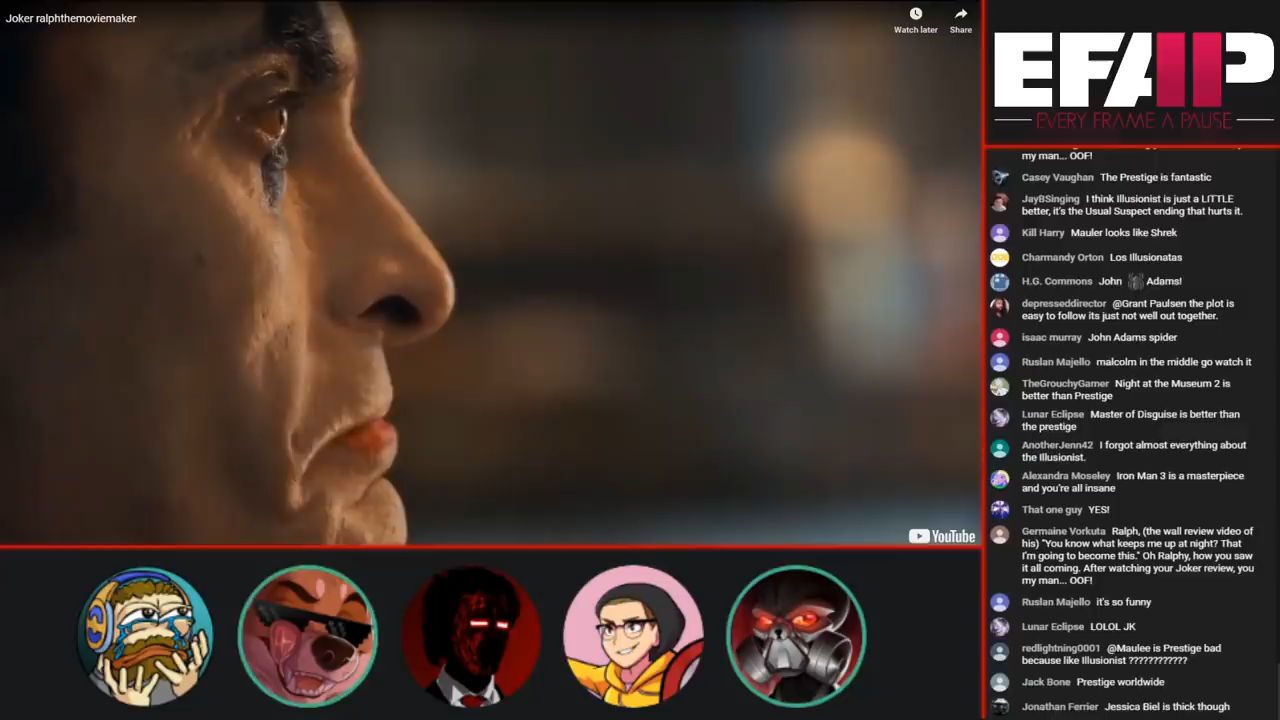 Joker ralphthemoviemaker
Watch later
Share
YouTube
EFAP
EVERY FRAME A PAUSE
my man... OOF!
Casey Vaughan The Prestige is fantastic
JayBSinging I think Illusionist is just a LITTLE
better, it's the Usual Suspect ending that hurts it.
Kill Harry Mauler looks like Shrek
Charmandy Orton Los Illusionatas
H.G. Commons John Adams!
depresseddirector @Grant Paulsen the plot is
easy to follow its just not well out together.
isaac murray John Adams spider
Ruslan Majello malcolm in the middle go watch it
TheGrouchyGamer Night at the Museum 2 is
better than Prestige
Lunar Eclipse Master of Disguise is better than
the prestige
AnotherJenn42 I forgot almost everything about
the Illusionist.
Alexandra Moseley Iron Man 3 is a masterpiece
and you're all insane
That one guy YES!
Germaine Vorkuta Ralph, (the wall review video of
his) "You know what keeps me up at night? That
I'm going to become this." Oh Ralphy, how you saw
it all coming. After watching your Joker review, you
my man... OOF!
Ruslan Majello it's so funny
Lunar Eclipse LOLOL JK
redlightning0001 @Maulee is Prestige bad
because like Illusionist ????????????
Jack Bone Prestige worldwide
Jonathan Ferrier Jessica Biel is thick though